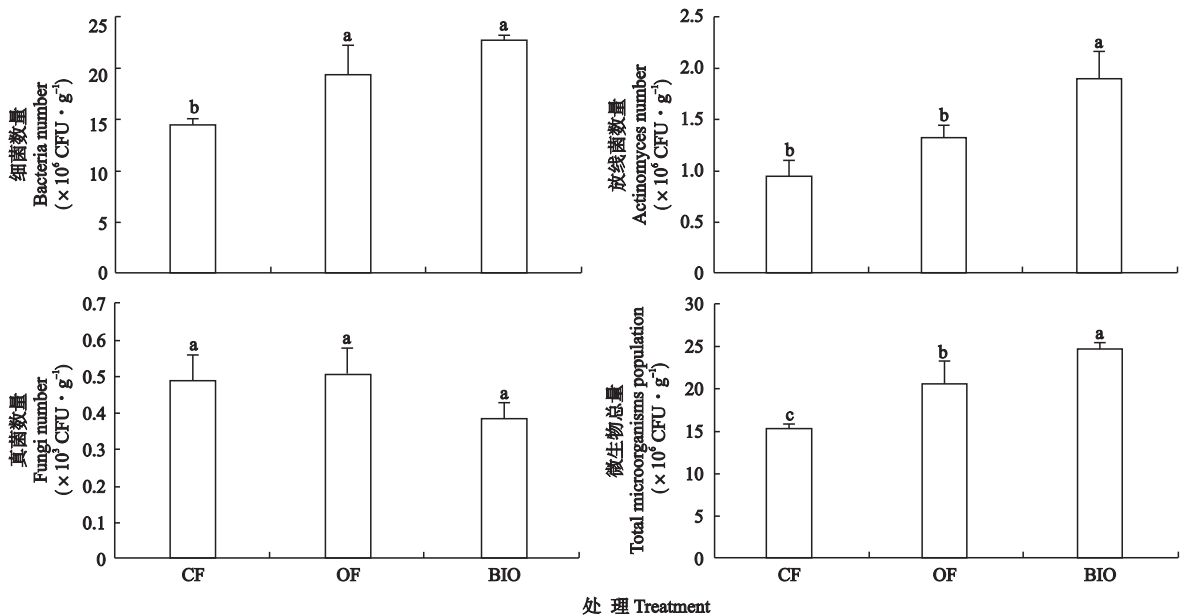 细菌数量
Bacteria number
(×10⁶ CFU·g⁻¹)
25
20
15
10
5
0
b
a
a
放线菌数量
Actinomyces number
(×10⁶ CFU·g⁻¹)
2.5
2.0
1.5
1.0
0.5
0
b
b
a
真菌数量
Fungi number
(×10³ CFU·g⁻¹)
0.7
0.6
0.5
0.4
0.3
0.2
0.1
0
a
a
a
CF OF BIO
微生物总量
Total microorganisms population
(×10⁶ CFU·g⁻¹)
30
25
20
15
10
5
0
c
b
a
CF OF BIO
处 理 Treatment